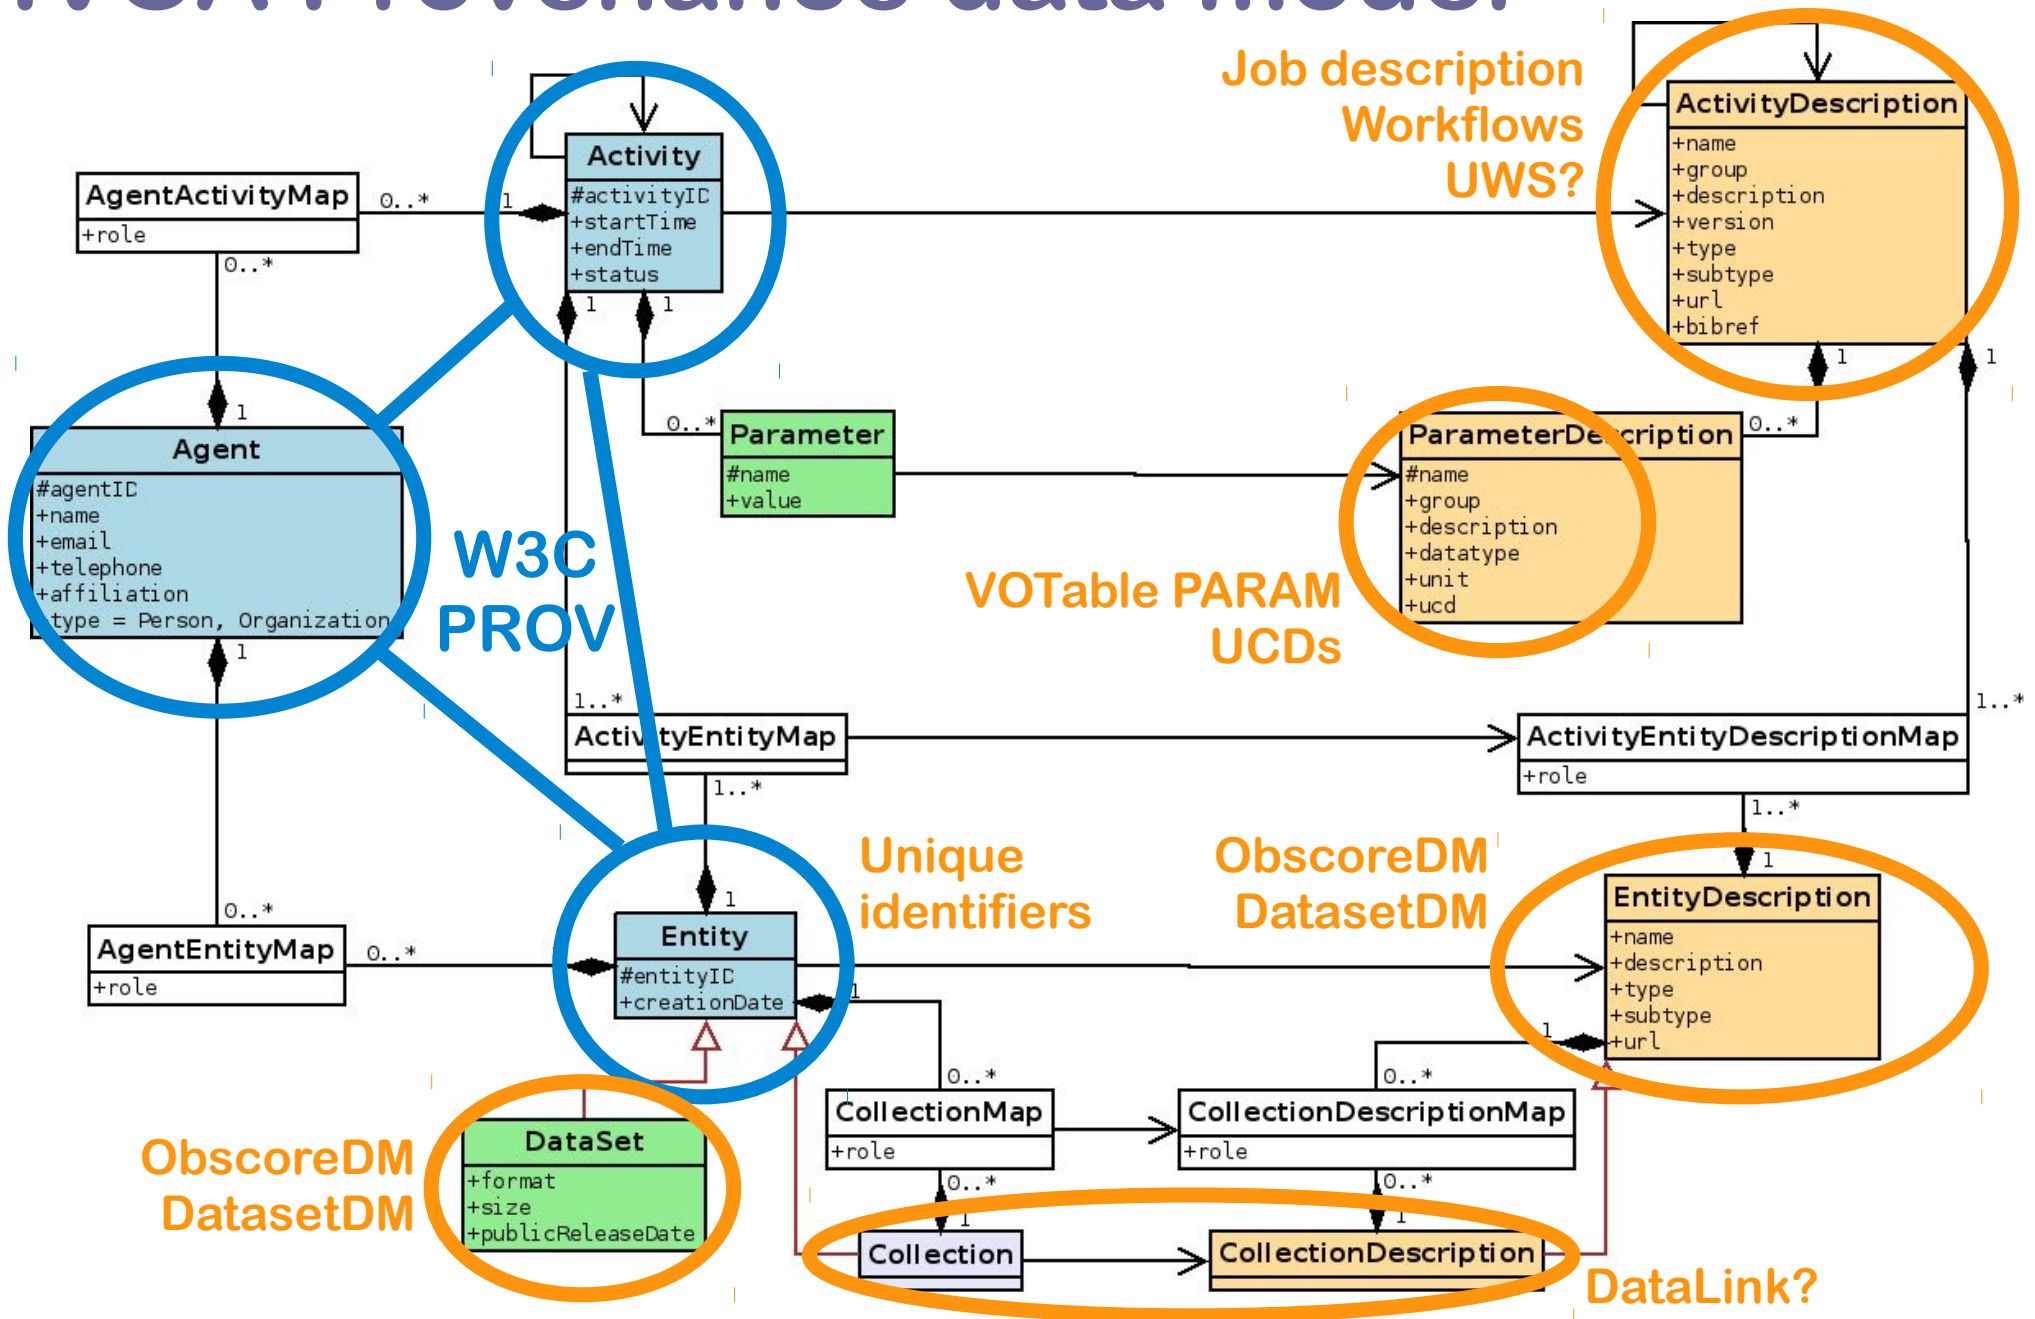 Provenance data model
Job description
Workflows
UWS?
ActivityDescription
+name
+group
+description
+version
+type
+subtype
+url
+bibref
1
1
Activity
#activityID
+startTime
+endTime
+status
1
1
1
AgentActivityMap
+role
0..*
0..*
1
Agent
#agentID
+name
+email
+telephone
+affiliation
+type = Person, Organization
1
W3C
PROV
0..*
Parameter
#name
+value
ParameterDescription
#name
+group
+description
+datatype
+unit
+ucd
0..*
VOTable PARAM
UCDs
1..*
ActivityEntityMap
1..*
1..*
ActivityEntityDescriptionMap
+role
1..*
1
Unique
identifiers
ObscoreDM
DatasetDM
0..*
AgentEntityMap
+role
0..*
1
Entity
#entityID
+creationDate
1
EntityDescription
+name
+description
+type
+subtype
+url
1
0..*
CollectionMap
+role
0..*
1
0..*
CollectionDescriptionMap
+role
0..*
1
ObscoreDM
DatasetDM
DataSet
+format
+size
+publicReleaseDate
Collection
CollectionDescription
DataLink?